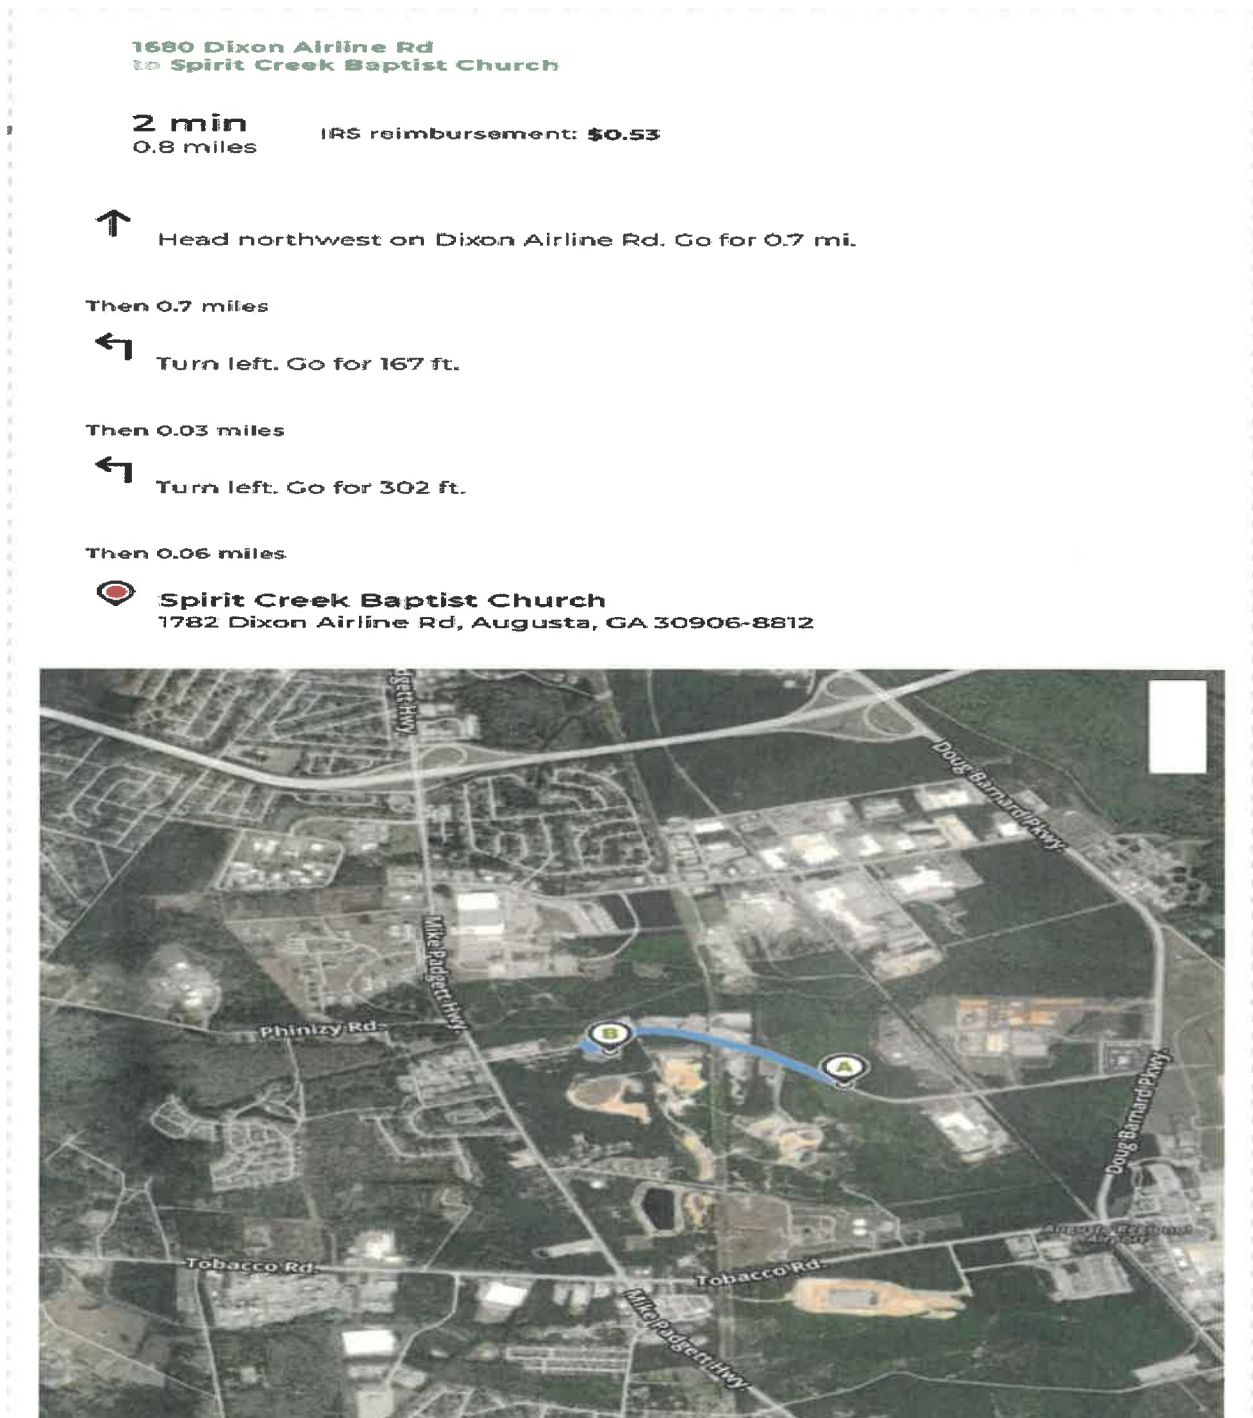 1680 Dixon Airline Rd
to Spirit Creek Baptist Church
2 min
0.8 miles
IRS reimbursement: $0.53
Head northwest on Dixon Airline Rd. Go for 0.7 mi.
Then 0.7 miles
Turn left. Go for 167 ft.
Then 0.03 miles
Turn left. Go for 302 ft.
Then 0.06 miles
Spirit Creek Baptist Church
1782 Dixon Airline Rd, Augusta, GA 30906-8812
dgett Hwy
Doug Barnard Pkwy.
Mike Padgett Hwy.
Phinizy Rd.
B
A
Doug Barnard Pkwy.
Augusta Regional
Airport
Tobacco Rd.
Tobacco Rd.
Mike Padgett Hwy.